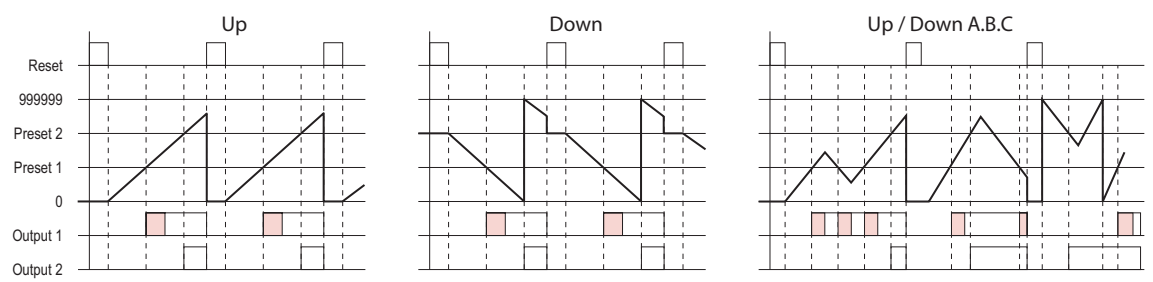 Up
Down
Up / Down A.B.C
Reset
999999
Preset 2
Preset 1
0
Output 1
Output 2